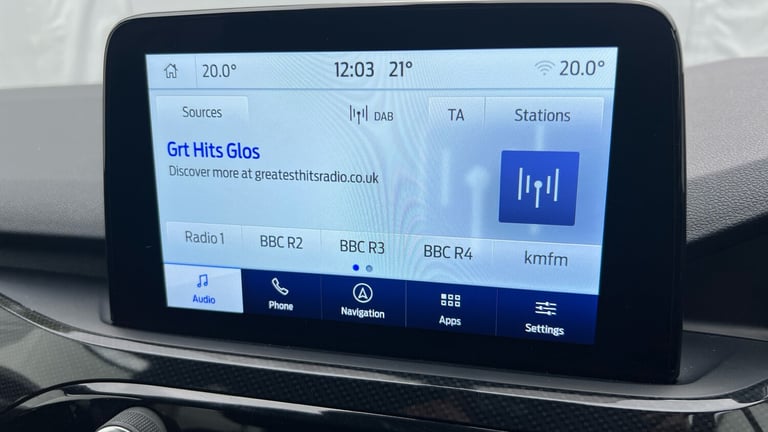 20.0° 12:03 21° 20.0°
Sources DAB TA Stations
Grt Hits Glos
Discover more at greatesthitsradio.co.uk
Radio 1 BBC R2 BBC R3 BBC R4 kmfm
Audio Phone Navigation Apps Settings